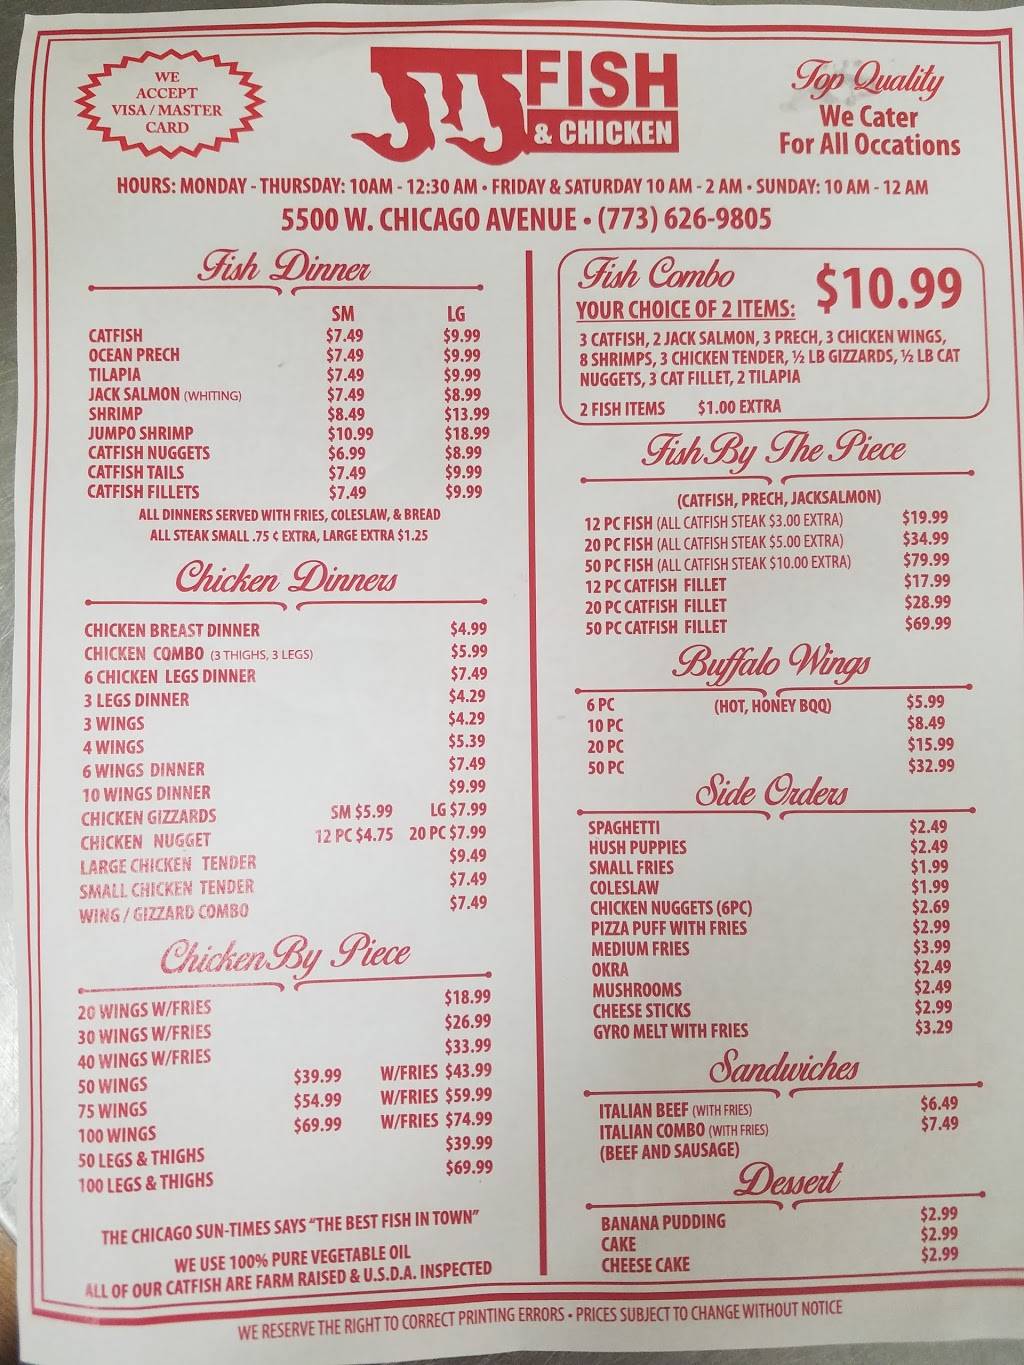 WE
ACCEPT
VISA / MASTER
CARD
JJ FISH
& CHICKEN
Top Quality
We Cater
For All Occations
HOURS: MONDAY - THURSDAY: 10AM - 12:30 AM • FRIDAY & SATURDAY 10 AM - 2 AM • SUNDAY: 10 AM - 12 AM
5500 W. CHICAGO AVENUE • (773) 626-9805
Fish Dinner
SM LG
CATFISH $7.49 $9.99
OCEAN PRECH $7.49 $9.99
TILAPIA $7.49 $9.99
JACK SALMON (WHITING) $7.49 $8.99
SHRIMP $8.49 $13.99
JUMPO SHRIMP $10.99 $18.99
CATFISH NUGGETS $6.99 $8.99
CATFISH TAILS $7.49 $9.99
CATFISH FILLETS $7.49 $9.99
ALL DINNERS SERVED WITH FRIES, COLESLAW, & BREAD
ALL STEAK SMALL .75 ¢ EXTRA, LARGE EXTRA $1.25
Chicken Dinners
CHICKEN BREAST DINNER $4.99
CHICKEN COMBO (3 THIGHS, 3 LEGS) $5.99
6 CHICKEN LEGS DINNER $7.49
3 LEGS DINNER $4.29
3 WINGS $4.29
4 WINGS $5.39
6 WINGS DINNER $7.49
10 WINGS DINNER $9.99
CHICKEN GIZZARDS SM $5.99 LG $7.99
CHICKEN NUGGET 12 PC $4.75 20 PC $7.99
LARGE CHICKEN TENDER $9.49
SMALL CHICKEN TENDER $7.49
WING / GIZZARD COMBO $7.49
Chicken By Piece
20 WINGS W/FRIES $18.99
30 WINGS W/FRIES $26.99
40 WINGS W/FRIES $33.99
50 WINGS $39.99 W/FRIES $43.99
75 WINGS $54.99 W/FRIES $59.99
100 WINGS $69.99 W/FRIES $74.99
50 LEGS & THIGHS $39.99
100 LEGS & THIGHS $69.99
THE CHICAGO SUN-TIMES SAYS "THE BEST FISH IN TOWN"
WE USE 100% PURE VEGETABLE OIL
ALL OF OUR CATFISH ARE FARM RAISED & U.S.D.A. INSPECTED
Fish Combo $10.99
YOUR CHOICE OF 2 ITEMS:
3 CATFISH, 2 JACK SALMON, 3 PRECH, 3 CHICKEN WINGS,
8 SHRIMPS, 3 CHICKEN TENDER, ½ LB GIZZARDS, ½ LB CAT
NUGGETS, 3 CAT FILLET, 2 TILAPIA
2 FISH ITEMS $1.00 EXTRA
Fish By The Piece
(CATFISH, PRECH, JACKSALMON)
12 PC FISH (ALL CATFISH STEAK $3.00 EXTRA) $19.99
20 PC FISH (ALL CATFISH STEAK $5.00 EXTRA) $34.99
50 PC FISH (ALL CATFISH STEAK $10.00 EXTRA) $79.99
12 PC CATFISH FILLET $17.99
20 PC CATFISH FILLET $28.99
50 PC CATFISH FILLET $69.99
Buffalo Wings
6 PC (HOT, HONEY BQQ) $5.99
10 PC $8.49
20 PC $15.99
50 PC $32.99
Side Orders
SPAGHETTI $2.49
HUSH PUPPIES $2.49
SMALL FRIES $1.99
COLESLAW $1.99
CHICKEN NUGGETS (6PC) $2.69
PIZZA PUFF WITH FRIES $2.99
MEDIUM FRIES $3.99
OKRA $2.49
MUSHROOMS $2.49
CHEESE STICKS $2.99
GYRO MELT WITH FRIES $3.29
Sandwiches
ITALIAN BEEF (WITH FRIES) $6.49
ITALIAN COMBO (WITH FRIES) $7.49
(BEEF AND SAUSAGE)
Dessert
BANANA PUDDING $2.99
CAKE $2.99
CHEESE CAKE $2.99
WE RESERVE THE RIGHT TO CORRECT PRINTING ERRORS • PRICES SUBJECT TO CHANGE WITHOUT NOTICE